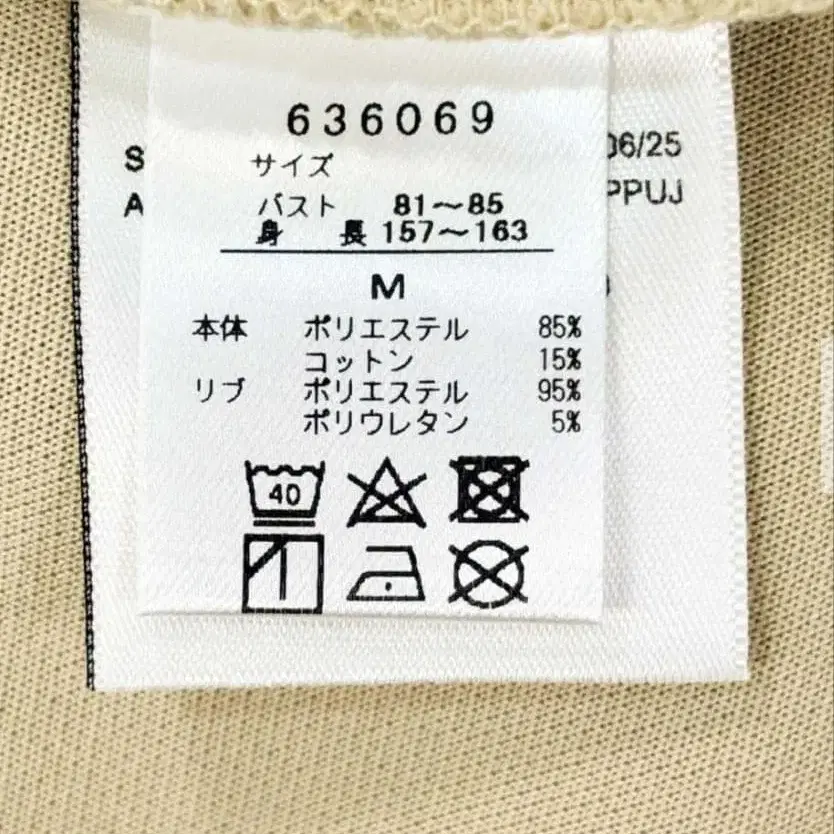 636069
サイズ
バスト 81〜85
身 長 157〜163
M
本体 ポリエステル 85%
コットン 15%
リブ ポリエステル 95%
ポリウレタン 5%
40
S
A
06/25
PPUJ